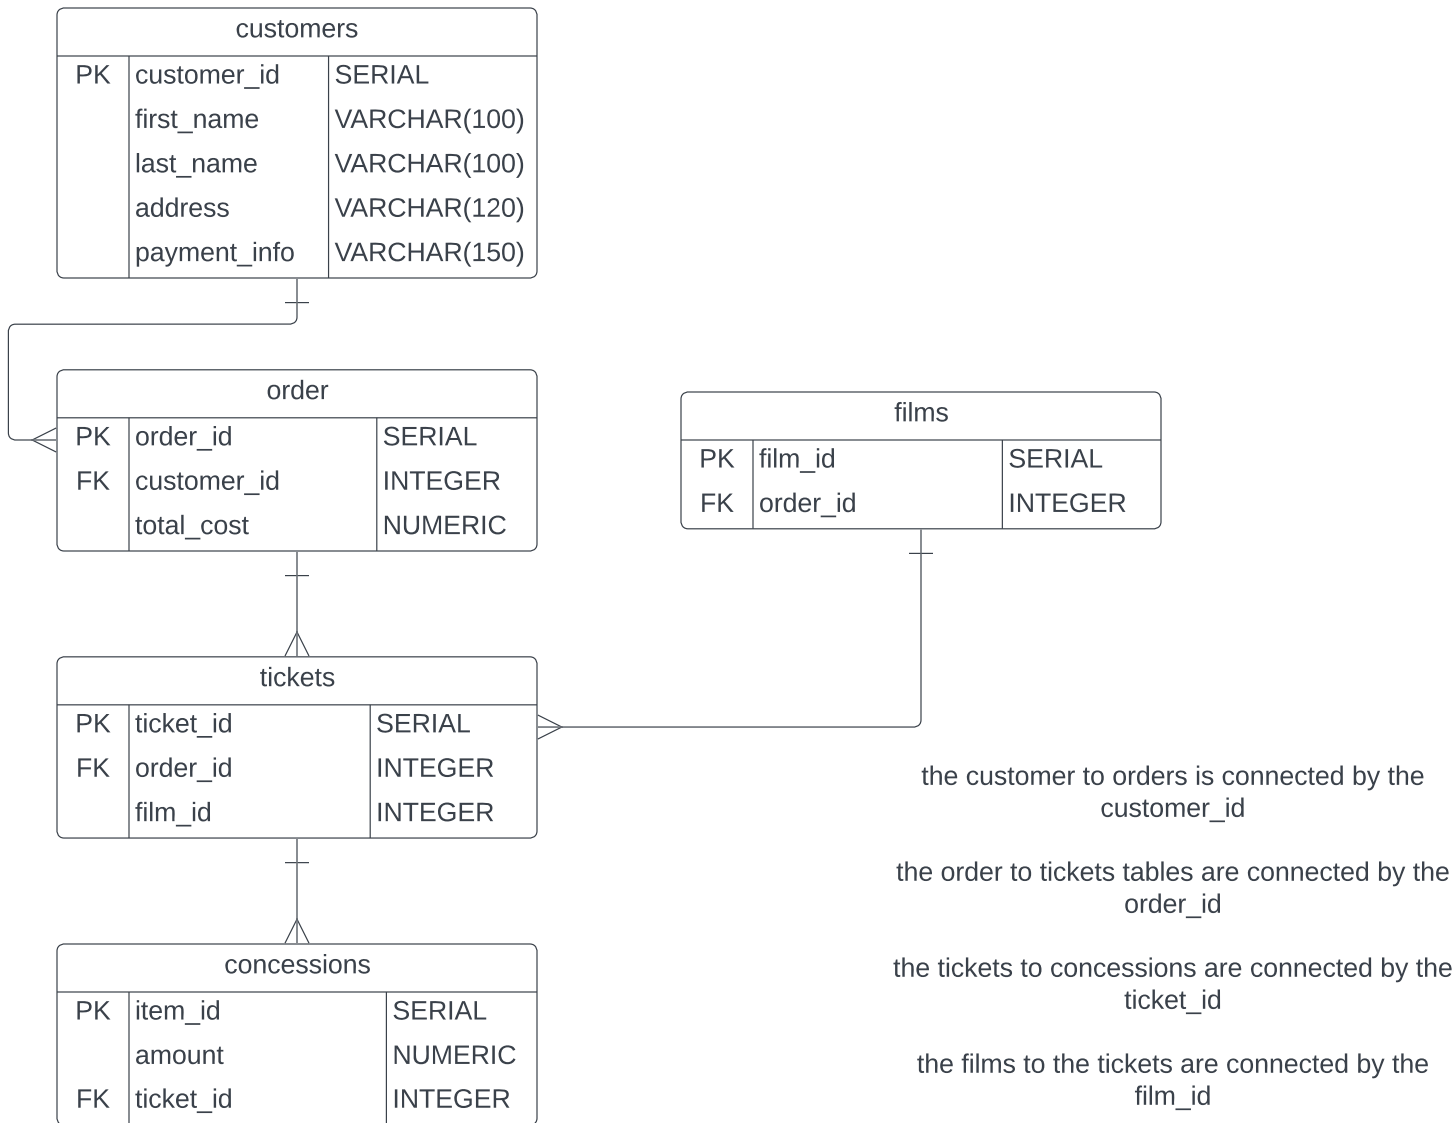 customers
PK customer_id SERIAL
first_name VARCHAR(100)
last_name VARCHAR(100)
address VARCHAR(120)
payment_info VARCHAR(150)
order
PK order_id SERIAL
FK customer_id INTEGER
total_cost NUMERIC
films
PK film_id SERIAL
FK order_id INTEGER
tickets
PK ticket_id SERIAL
FK order_id INTEGER
film_id INTEGER
concessions
PK item_id SERIAL
amount NUMERIC
FK ticket_id INTEGER
the customer to orders is connected by the
customer_id
the order to tickets tables are connected by the
order_id
the tickets to concessions are connected by the
ticket_id
the films to the tickets are connected by the
film_id